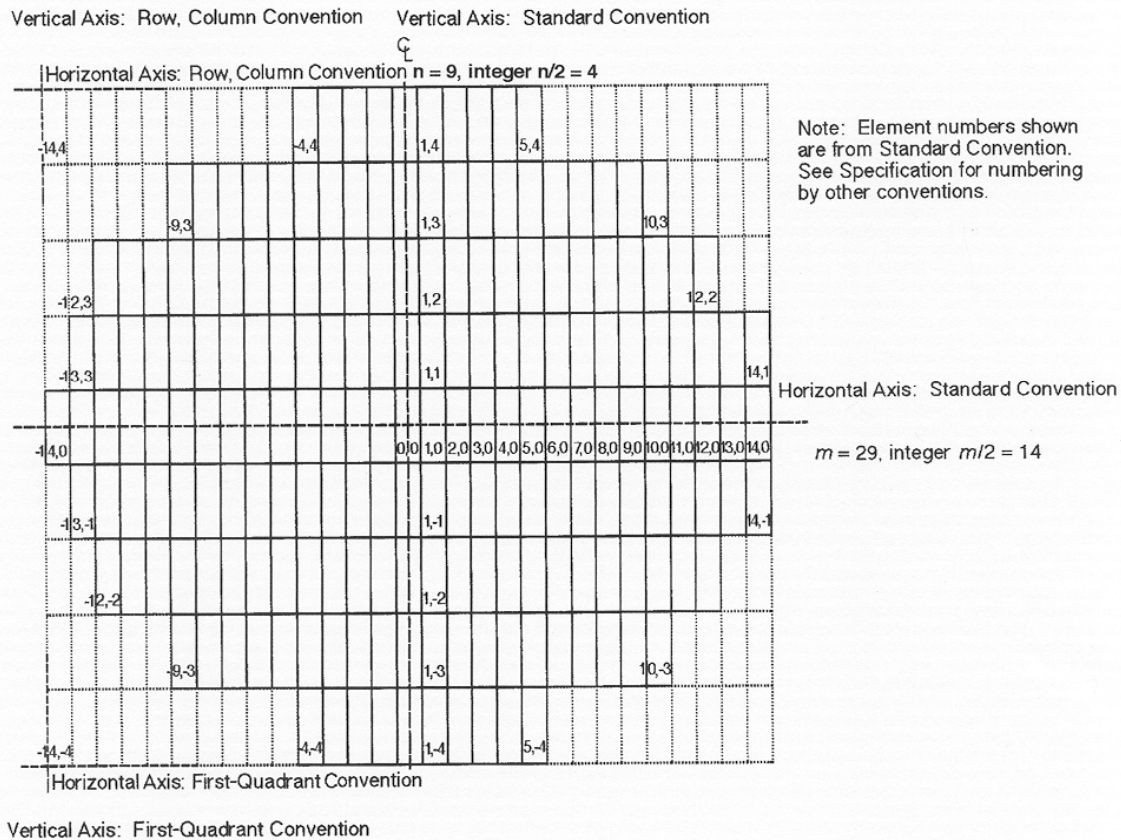 Vertical Axis: Row, Column Convention Vertical Axis: Standard Convention
℄
Horizontal Axis: Row, Column Convention n = 9, integer n/2 = 4
Note: Element numbers shown
are from Standard Convention.
See Specification for numbering
by other conventions.
-14,4 -4,4 1,4 5,4
-9,3 1,3 10,3
-12,3 1,2 12,2
-13,3 1,1 14,1
Horizontal Axis: Standard Convention
-14,0 0,0 1,0 2,0 3,0 4,0 5,0 6,0 7,0 8,0 9,0 10,0 11,0 12,0 13,0 14,0
m = 29, integer m/2 = 14
-13,-1 1,-1 14,-1
-12,-2 1,-2
-9,-3 1,-3 10,-3
-14,-4 -4,-4 1,-4 5,-4
Horizontal Axis: First-Quadrant Convention
Vertical Axis: First-Quadrant Convention